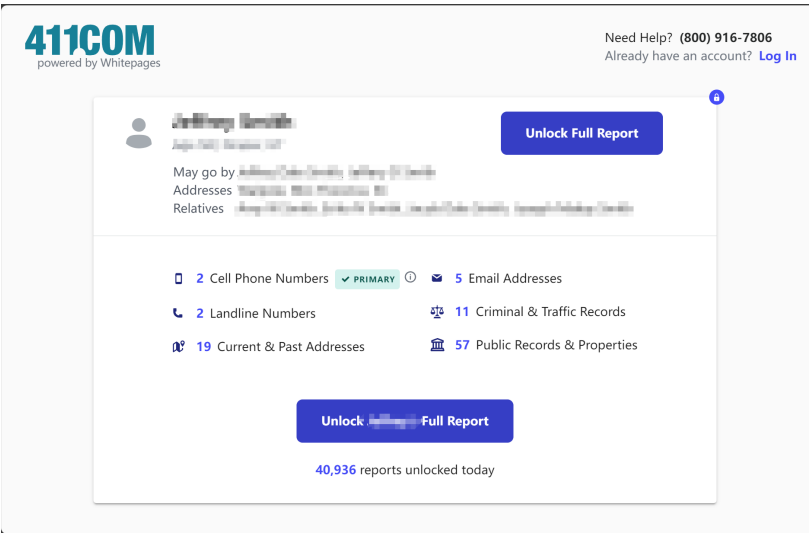 411COM
powered by Whitepages
Need Help? (800) 916-7806
Already have an account? Log In
Unlock Full Report
May go by
Addresses
Relatives
2 Cell Phone Numbers PRIMARY
5 Email Addresses
2 Landline Numbers
11 Criminal & Traffic Records
19 Current & Past Addresses
57 Public Records & Properties
Unlock Full Report
40,936 reports unlocked today